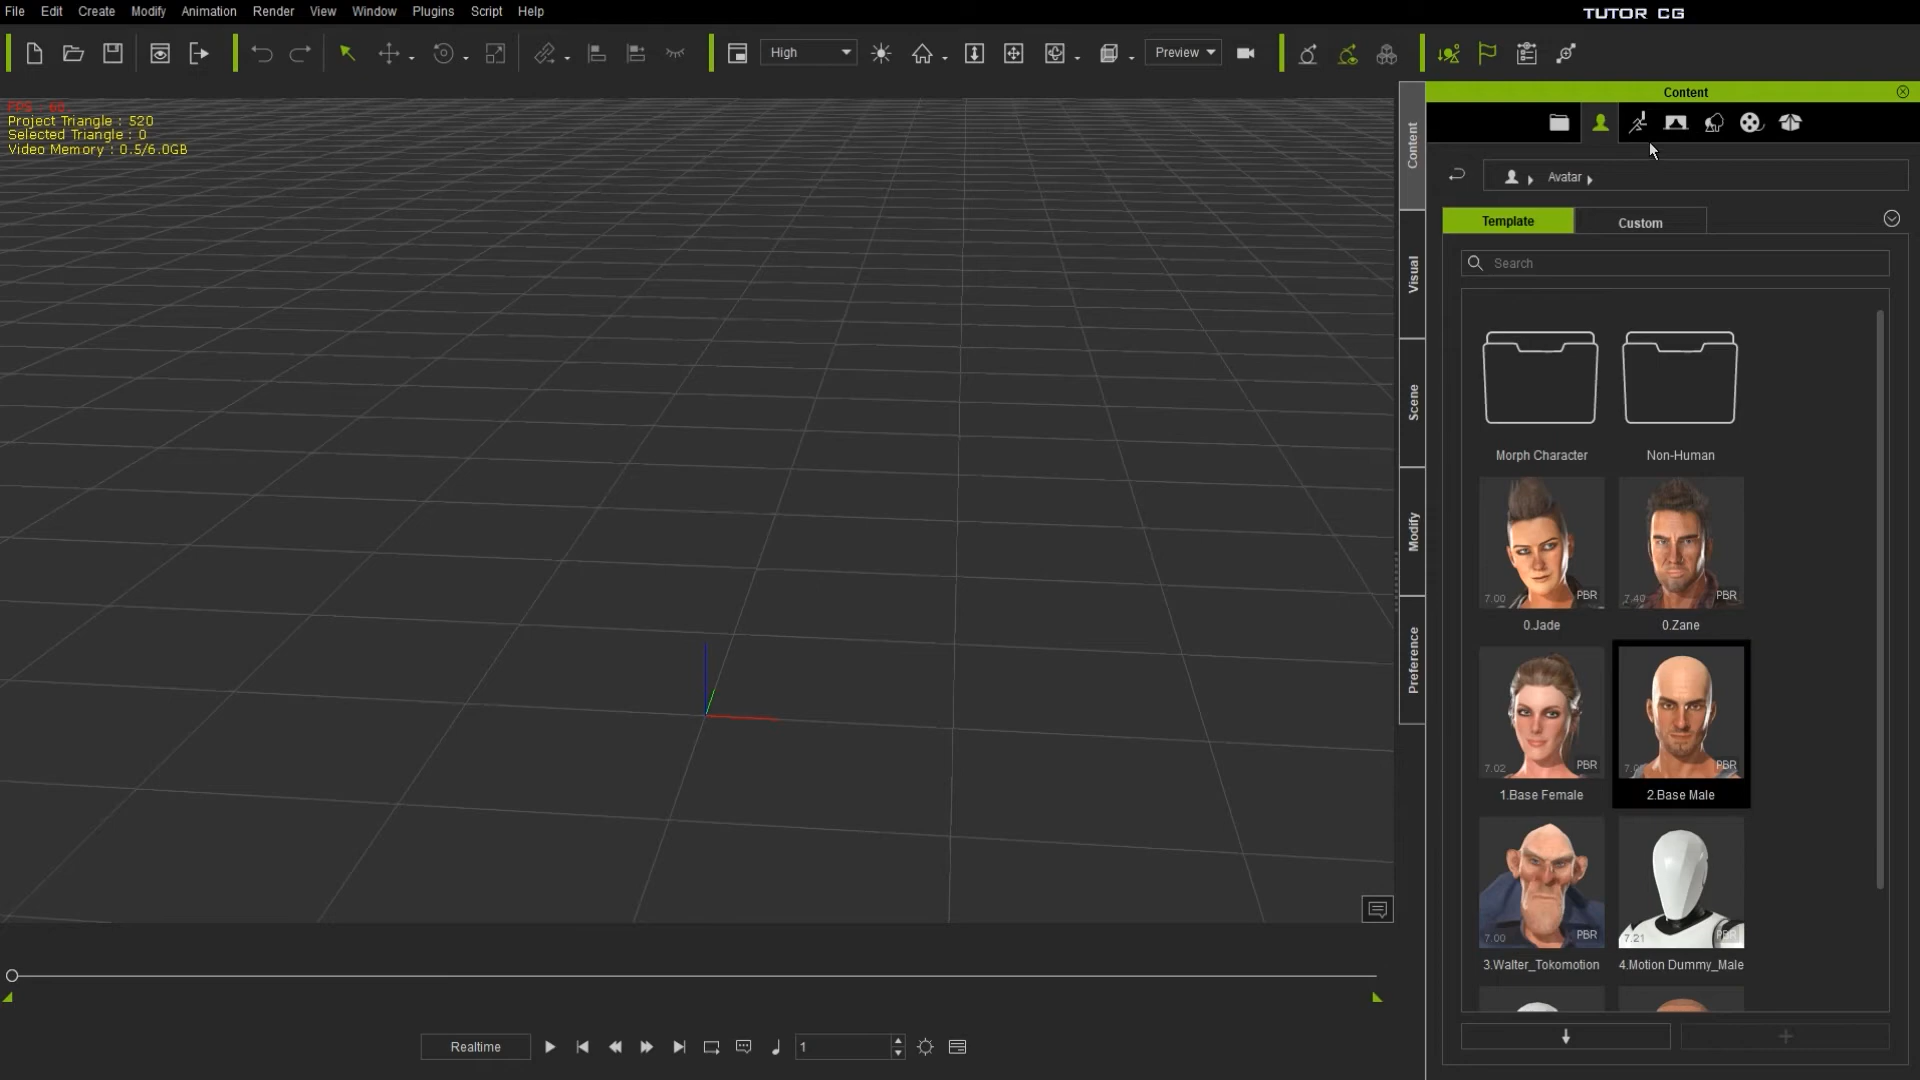 File Edit Create Modify Animation Render View Window Plugins Script Help
TUTOR CG
High
Preview
FPS : 60
Project Triangle : 520
Selected Triangle : 0
Video Memory : 0.5/6.0GB
Content
Content
Visual
Scene
Modify
Preference
Avatar
Template
Custom
Search
Morph Character
Non-Human
7.00 PBR
7.40 PBR
0.Jade
0.Zane
7.02 PBR
PBR
1.Base Female
2.Base Male
7.00 PBR
7.21 PBR
3.Walter_Tokomotion
4.Motion Dummy_Male
Realtime
1